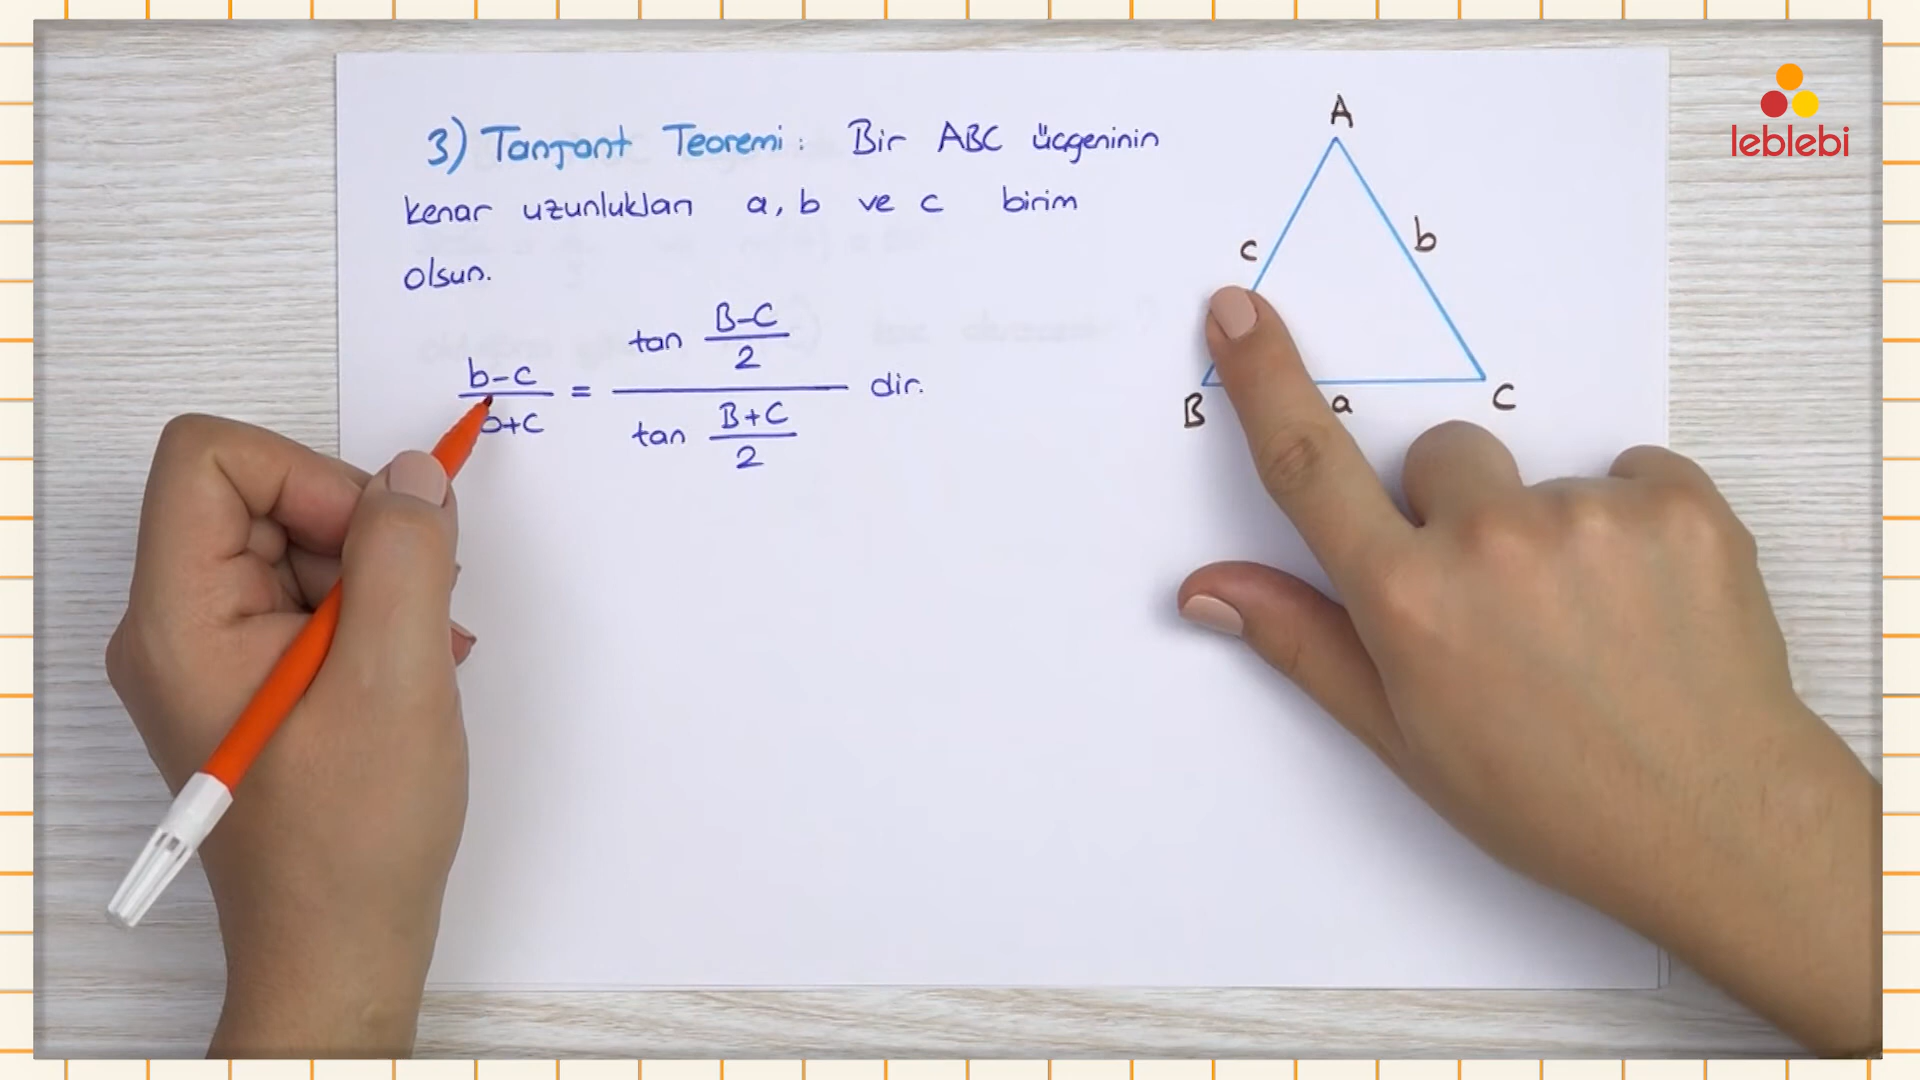 3) Tanjant Teoremi: Bir ABC üçgeninin
kenar uzunlukları a, b ve c birim
olsun.
b-c / b+c = tan (B-C)/2 / tan (B+C)/2 dir.
A
c
b
B
a
C
leblebi